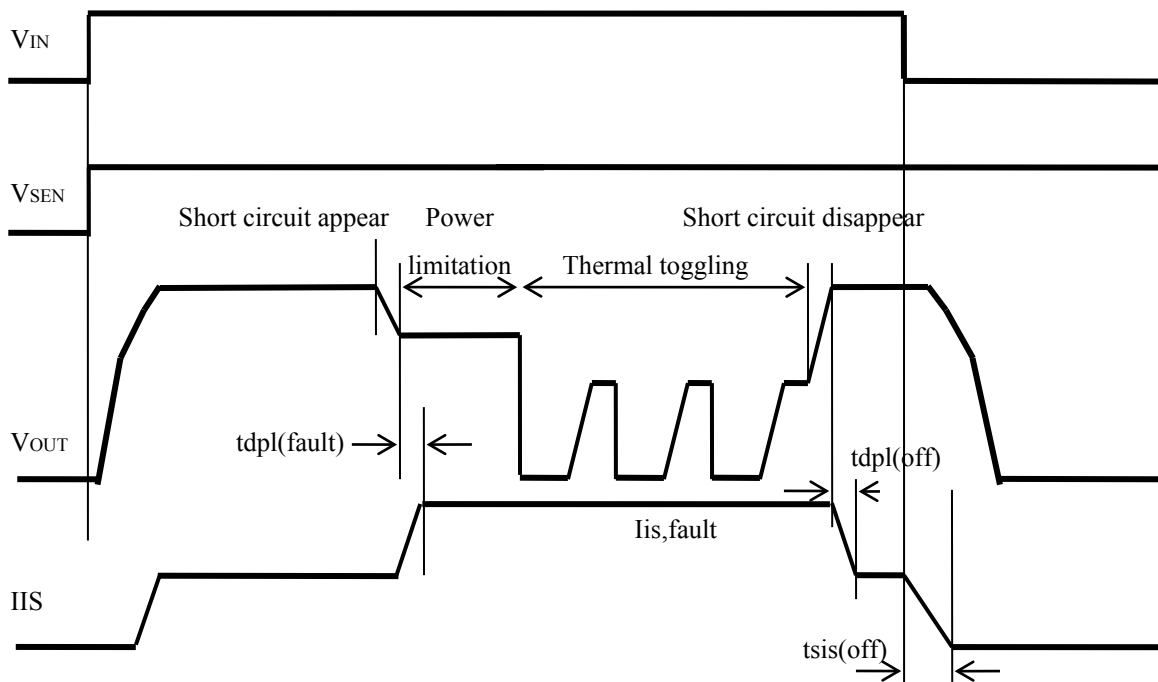 VIN
VSEN
Short circuit appear
Power
limitation
Short circuit disappear
Thermal toggling
VOUT
tdpl(fault)
tdpl(off)
Iis,fault
IIS
tsis(off)